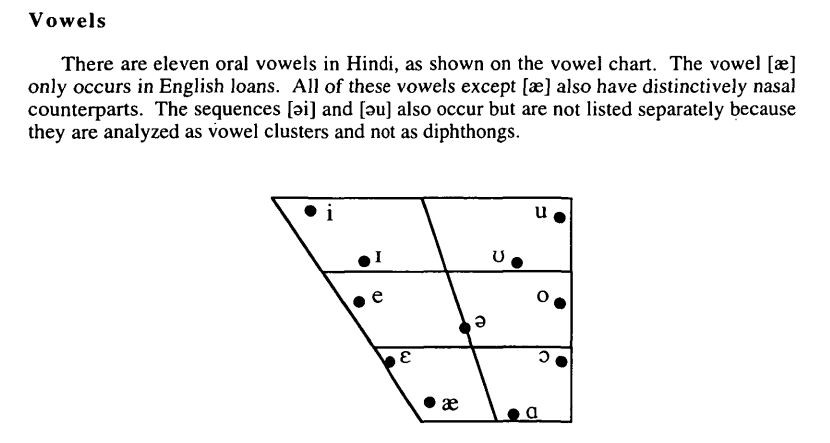 Vowels
There are eleven oral vowels in Hindi, as shown on the vowel chart. The vowel [æ]
only occurs in English loans. All of these vowels except [æ] also have distinctively nasal
counterparts. The sequences [əi] and [əu] also occur but are not listed separately because
they are analyzed as vowel clusters and not as diphthongs.
i u
ɪ ʊ
e o
ə
ɛ ɔ
æ ɑ